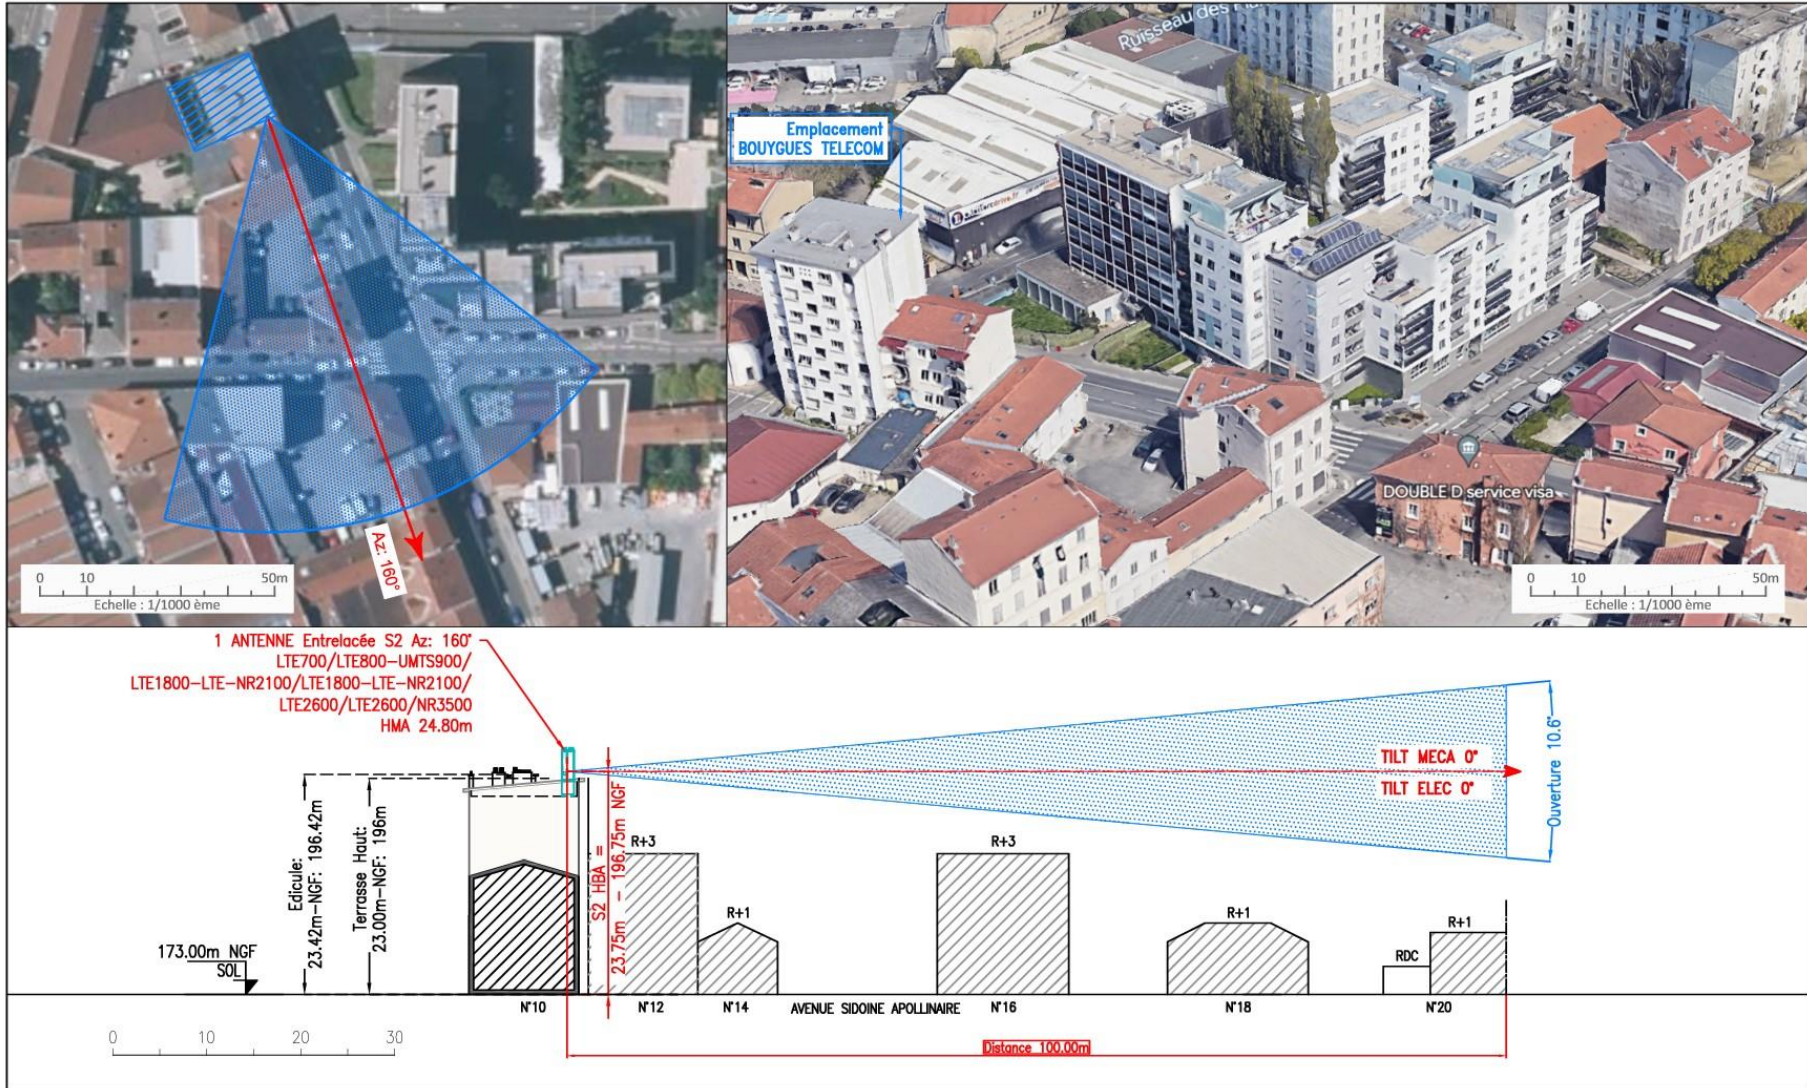 Az: 160°
0 10 50m
Echelle : 1/1000 ème
Ruisseau des
Emplacement
BOUYGUES TELECOM
DOUBLE D service visa
0 10 50m
Echelle : 1/1000 ème
1 ANTENNE Entrelacée S2 Az: 160°
LTE700/LTE800-UMTS900/
LTE1800-LTE-NR2100/LTE1800-LTE-NR2100/
LTE2600/LTE2600/NR3500
HMA 24.80m
TILT MECA 0°
TILT ELEC 0°
Ouverture 10.6°
Edicule:
23.42m-NGF: 196.42m
Terrasse Haut:
23.00m-NGF: 196m
S2 HBA =
23.75m - 196.75m NGF
173.00m NGF
SOL
R+3
R+1
R+3
R+1
RDC
R+1
N°10
N°12
N°14
AVENUE SIDOINE APOLLINAIRE
N°16
N°18
N°20
0 10 20 30
Distance 100.00m